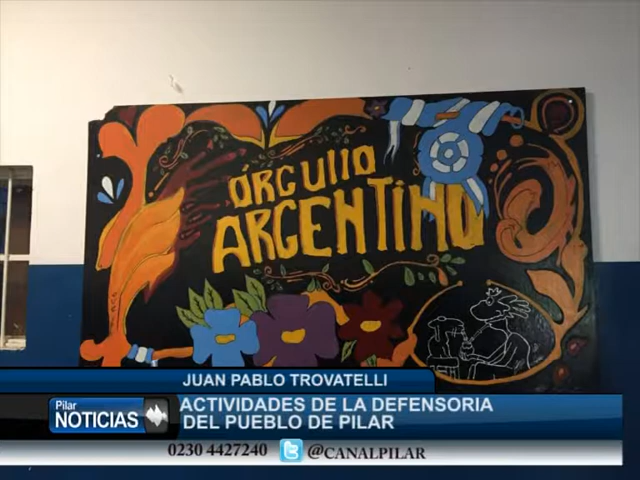 ORGULLO
ARGENTINO
JUAN PABLO TROVATELLI
Pilar
NOTICIAS
ACTIVIDADES DE LA DEFENSORIA
DEL PUEBLO DE PILAR
0230 4427240 @CANALPILAR